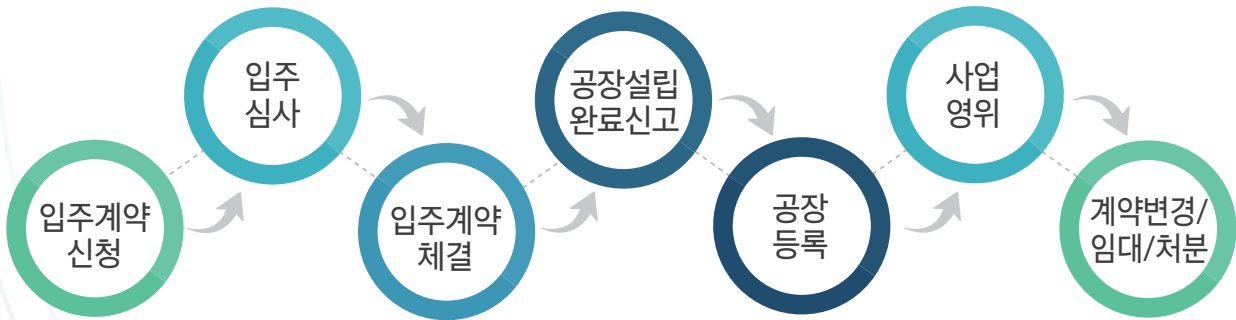 입주계약
신청
입주
심사
입주계약
체결
공장설립
완료신고
공장
등록
사업
영위
계약변경/
임대/처분